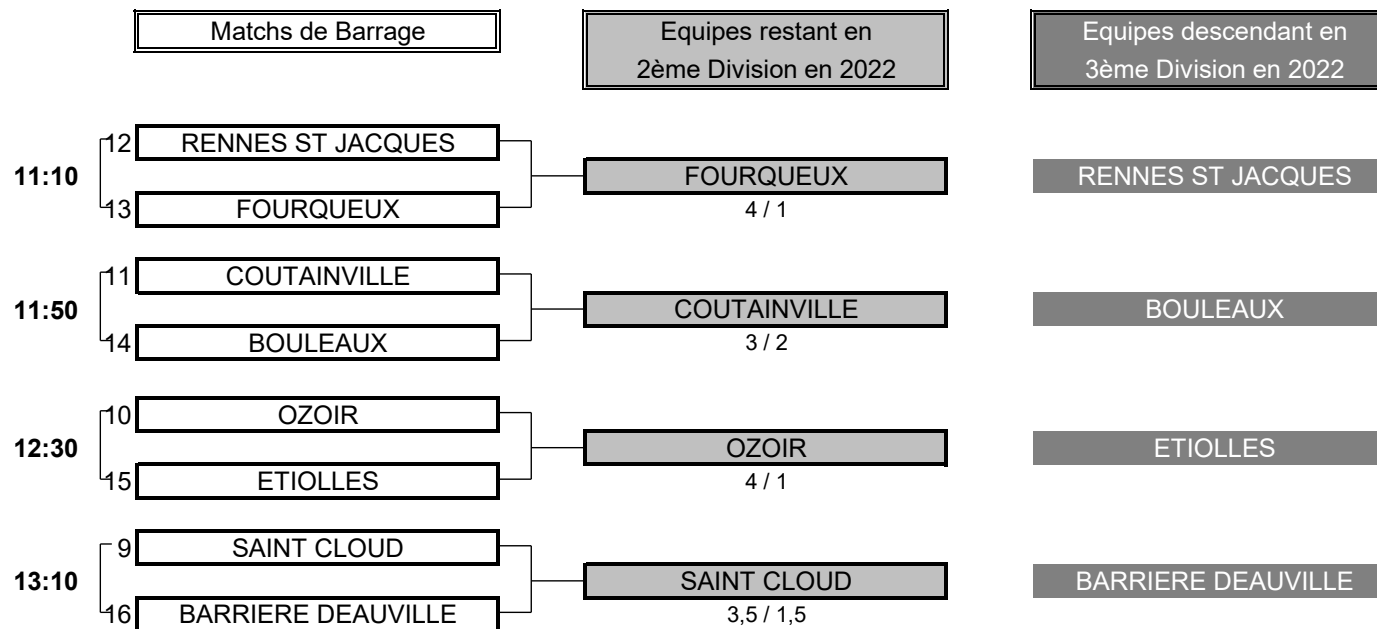 Matchs de Barrage
Equipes restant en
2ème Division en 2022
Equipes descendant en
3ème Division en 2022
11:10
12 RENNES ST JACQUES
13 FOURQUEUX
FOURQUEUX
4 / 1
RENNES ST JACQUES
11:50
11 COUTAINVILLE
14 BOULEAUX
COUTAINVILLE
3 / 2
BOULEAUX
12:30
10 OZOIR
15 ETIOLLES
OZOIR
4 / 1
ETIOLLES
13:10
9 SAINT CLOUD
16 BARRIERE DEAUVILLE
SAINT CLOUD
3,5 / 1,5
BARRIERE DEAUVILLE